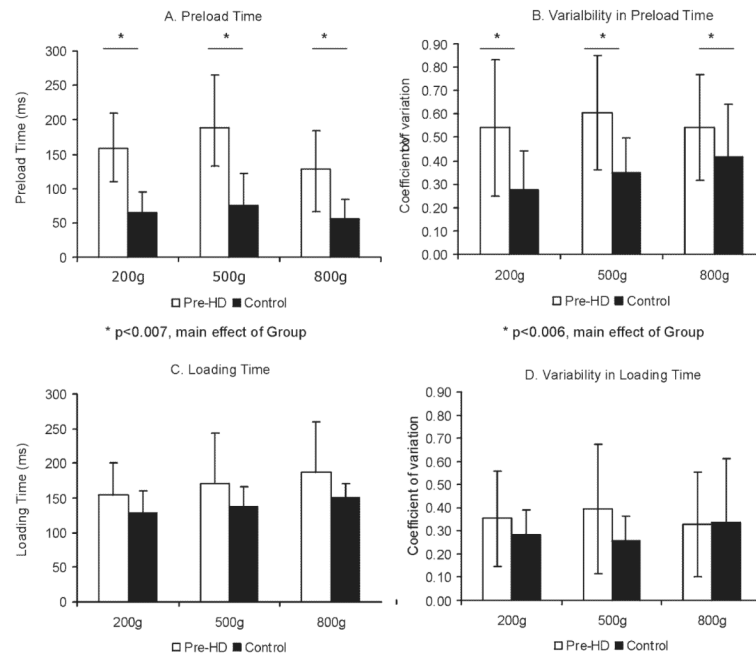 A. Preload Time
* * *
300
250
200
150
100
50
0
Preload Time (ms)
200g 500g 800g
□ Pre-HD ■ Control
* p<0.007, main effect of Group
B. Varialbility in Preload Time
* * *
0.90
0.80
0.70
0.60
0.50
0.40
0.30
0.20
0.10
0.00
Coefficient of variation
200g 500g 800g
□ Pre-HD ■ Control
* p<0.006, main effect of Group
C. Loading Time
300
250
200
150
100
50
0
Loading Time (ms)
200g 500g 800g
□ Pre-HD ■ Control
D. Variability in Loading Time
0.90
0.80
0.70
0.60
0.50
0.40
0.30
0.20
0.10
0.00
Coefficient of variation
200g 500g 800g
□ Pre-HD ■ Control